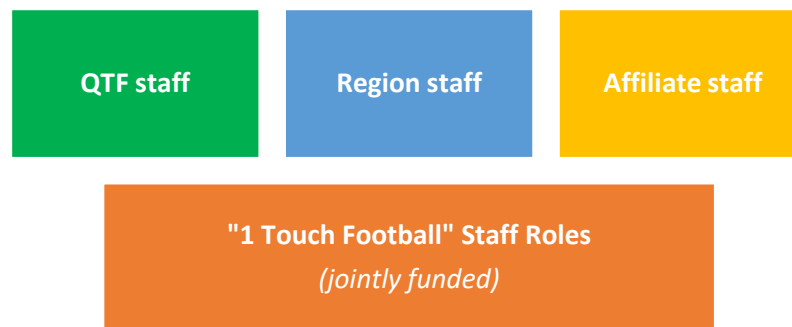 QTF staff
Region staff
Affiliate staff
"1 Touch Football" Staff Roles
(jointly funded)